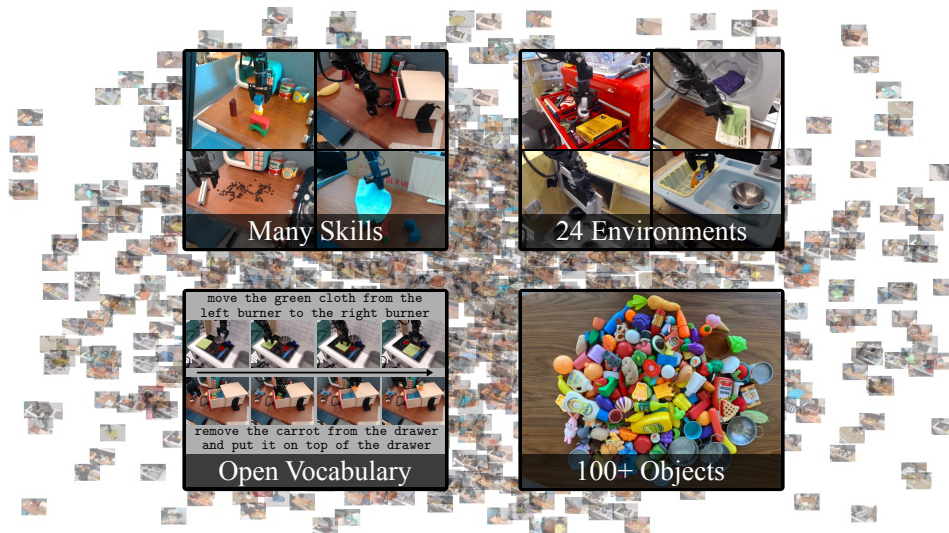 Many Skills
24 Environments
move the green cloth from the
left burner to the right burner
remove the carrot from the drawer
and put it on top of the drawer
Open Vocabulary
100+ Objects